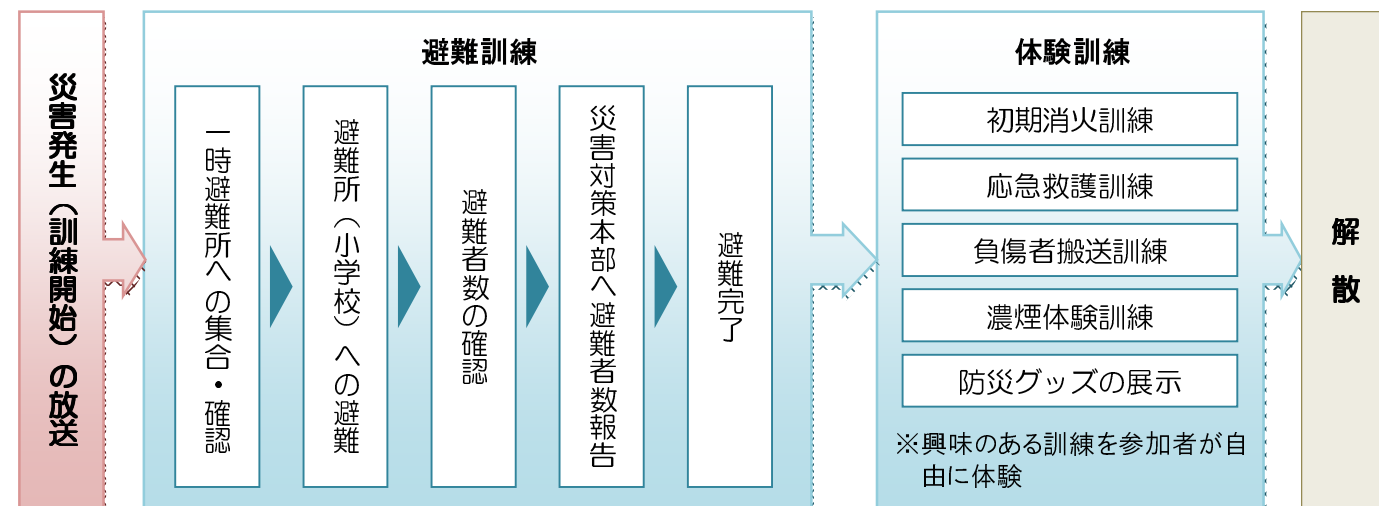 災害発生（訓練開始）の放送
避難訓練
一時避難所への集合・確認
避難所（小学校）への避難
避難者数の確認
災害対策本部へ避難者数報告
避難完了
体験訓練
初期消火訓練
応急救護訓練
負傷者搬送訓練
濃煙体験訓練
防災グッズの展示
※興味のある訓練を参加者が自
由に体験
解散